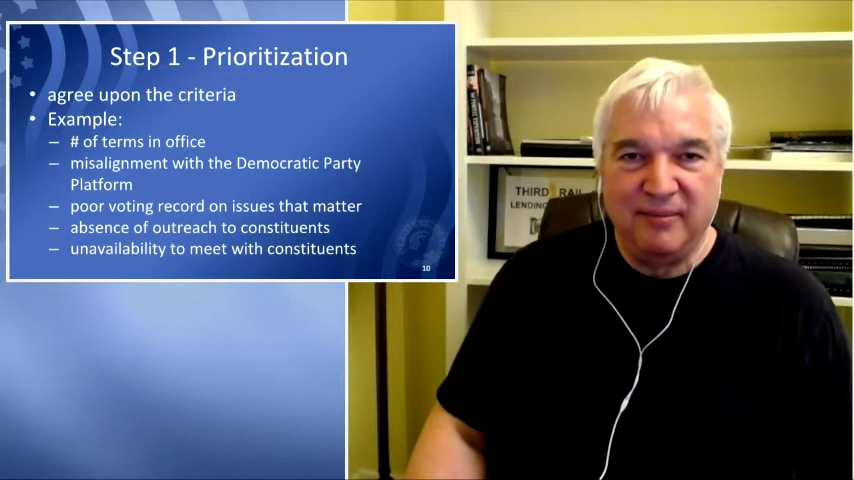 Step 1 - Prioritization
• agree upon the criteria
• Example:
– # of terms in office
– misalignment with the Democratic Party
Platform
– poor voting record on issues that matter
– absence of outreach to constituents
– unavailability to meet with constituents
10
THIRD RAIL
LENDING